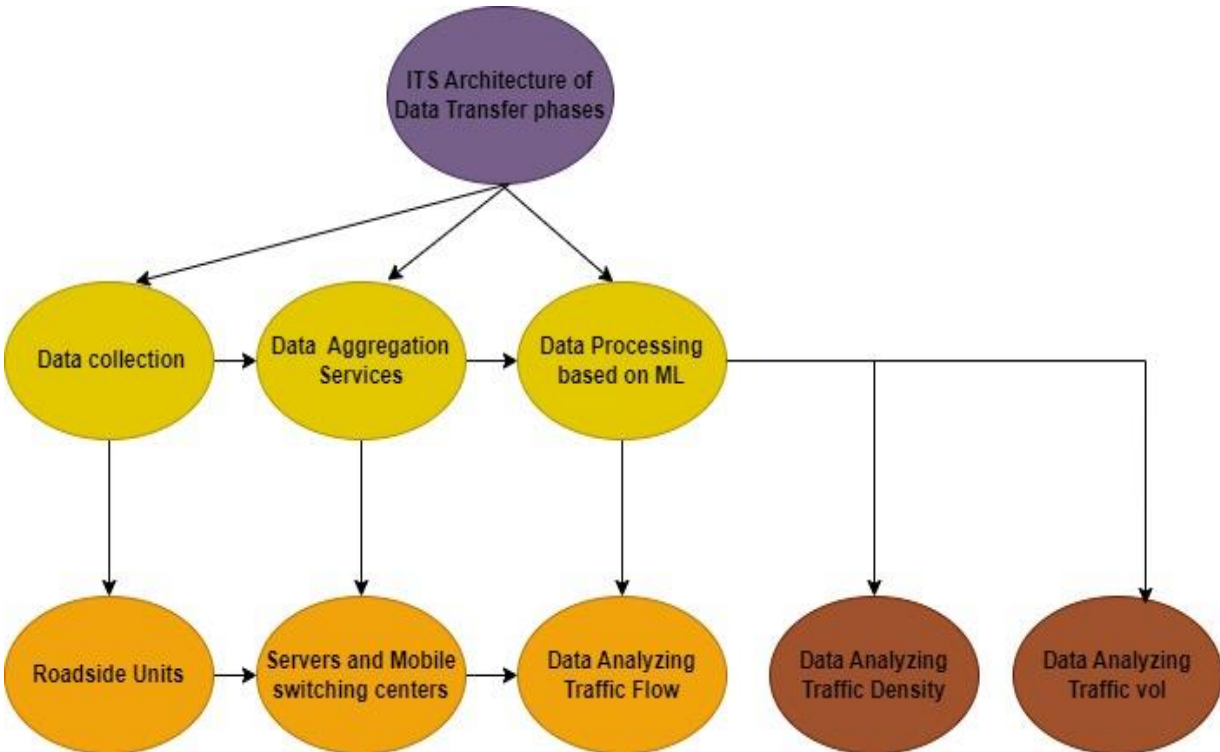 ITS Architecture of
Data Transfer phases
Data collection
Data Aggregation
Services
Data Processing
based on ML
Roadside Units
Servers and Mobile
switching centers
Data Analyzing
Traffic Flow
Data Analyzing
Traffic Density
Data Analyzing
Traffic vol